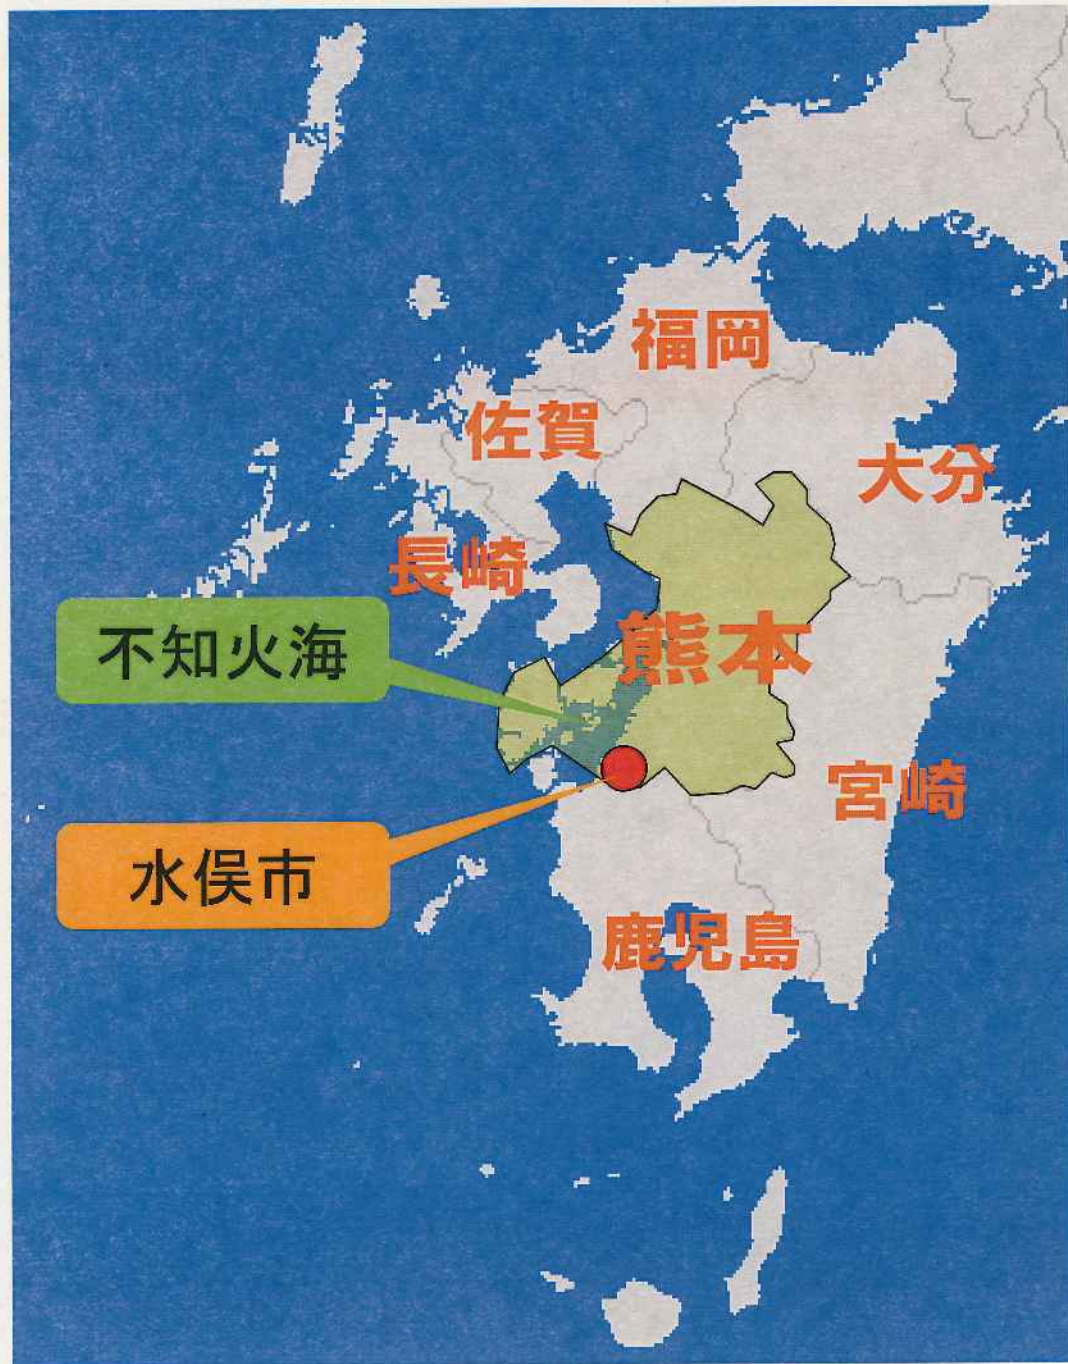 福岡
佐賀
大分
長崎
不知火海
熊本
宮崎
水俣市
鹿児島